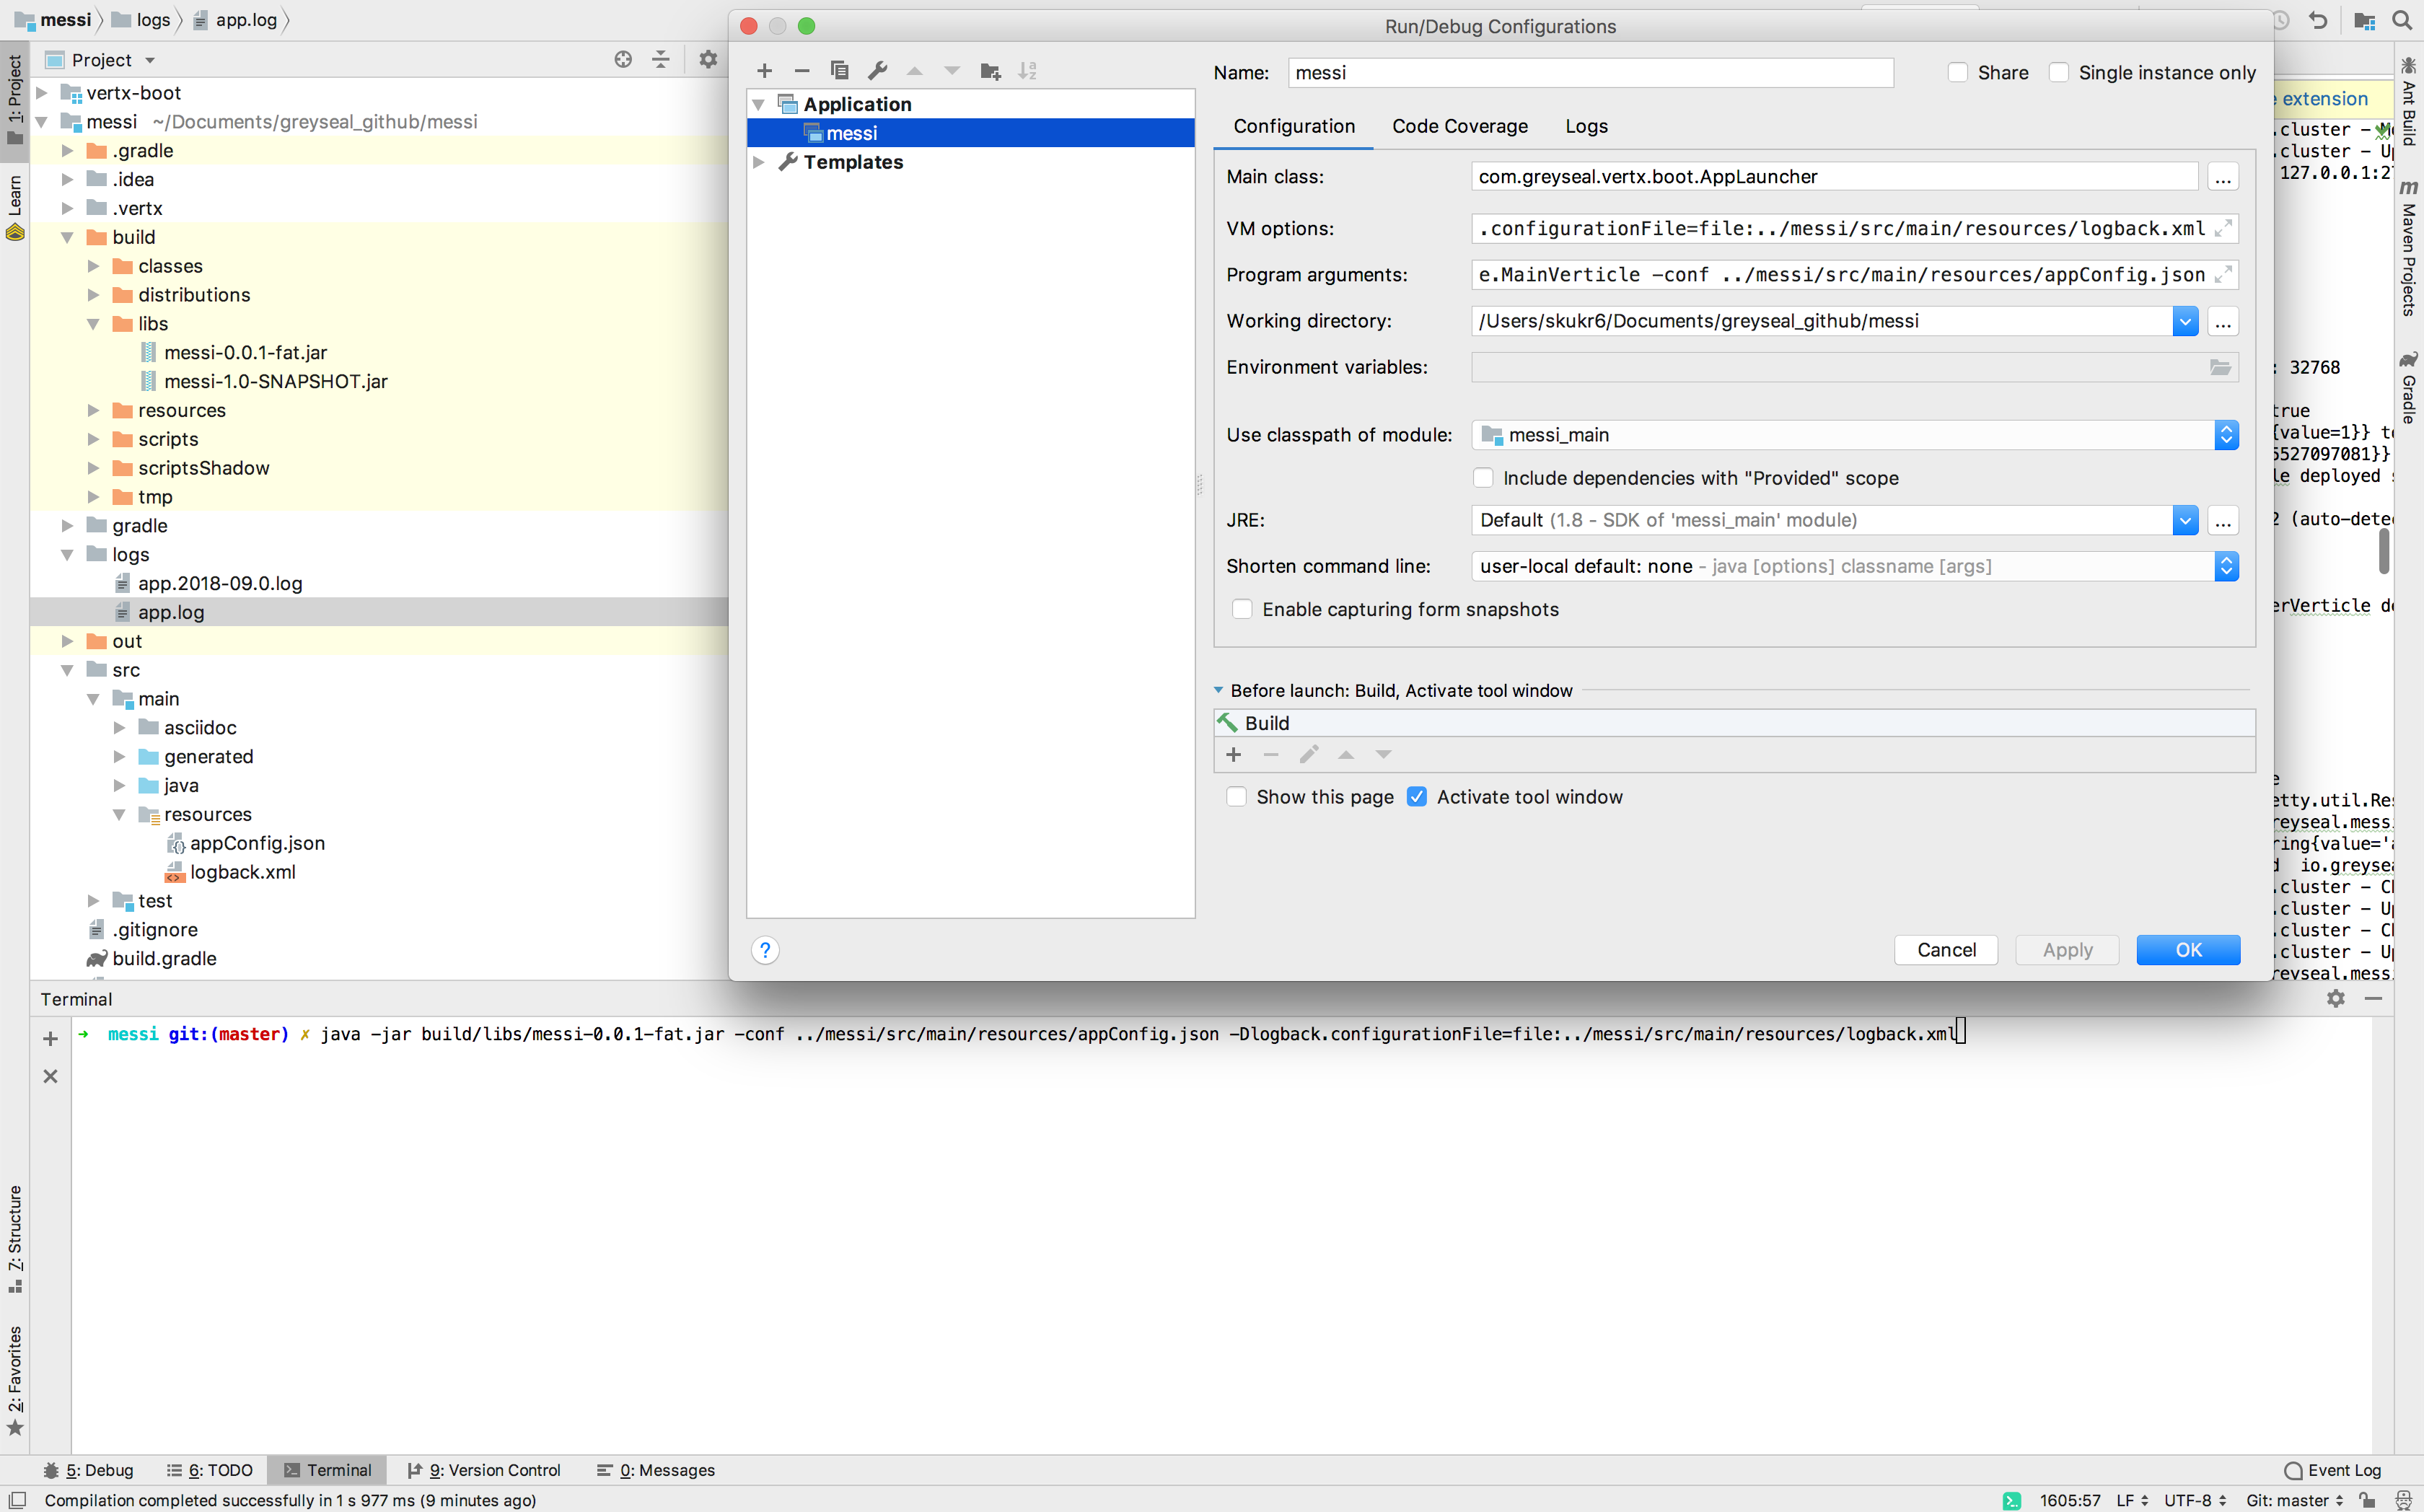 messi
logs
app.log
1: Project
Learn
7: Structure
2: Favorites
Project
vertx-boot
messi ~/Documents/greyseal_github/messi
.gradle
.idea
.vertx
build
classes
distributions
libs
messi-0.0.1-fat.jar
messi-1.0-SNAPSHOT.jar
resources
scripts
scriptsShadow
tmp
gradle
logs
app.2018-09.0.log
app.log
out
src
main
asciidoc
generated
java
resources
appConfig.json
logback.xml
test
.gitignore
build.gradle
Run/Debug Configurations
Application
messi
Templates
Name: messi
Share
Single instance only
Configuration
Code Coverage
Logs
Main class: com.greyseal.vertx.boot.AppLauncher ...
VM options: .configurationFile=file:../messi/src/main/resources/logback.xml
Program arguments: e.MainVerticle -conf ../messi/src/main/resources/appConfig.json
Working directory: /Users/skukr6/Documents/greyseal_github/messi ...
Environment variables:
Use classpath of module: messi_main
Include dependencies with "Provided" scope
JRE: Default (1.8 - SDK of 'messi_main' module) ...
Shorten command line: user-local default: none - java [options] classname [args]
Enable capturing form snapshots
Before launch: Build, Activate tool window
Build
Show this page
Activate tool window
?
Cancel
Apply
OK
extension
.cluster -
.cluster - U
127.0.0.1:2
: 32768
true
{value=1}} t
5527097081}}
le deployed
2 (auto-dete
erVerticle d
etty.util.Re
reyseal.mess
ring{value='
d io.greysea
.cluster - C
.cluster - U
.cluster - C
.cluster - U
reyseal.mess
Ant Build
Maven Projects
Gradle
Terminal
➜ messi git:(master) ✗ java -jar build/libs/messi-0.0.1-fat.jar -conf ../messi/src/main/resources/appConfig.json -Dlogback.configurationFile=file:../messi/src/main/resources/logback.xml
5: Debug
6: TODO
Terminal
9: Version Control
0: Messages
Event Log
Compilation completed successfully in 1 s 977 ms (9 minutes ago)
1605:57
LF
UTF-8
Git: master